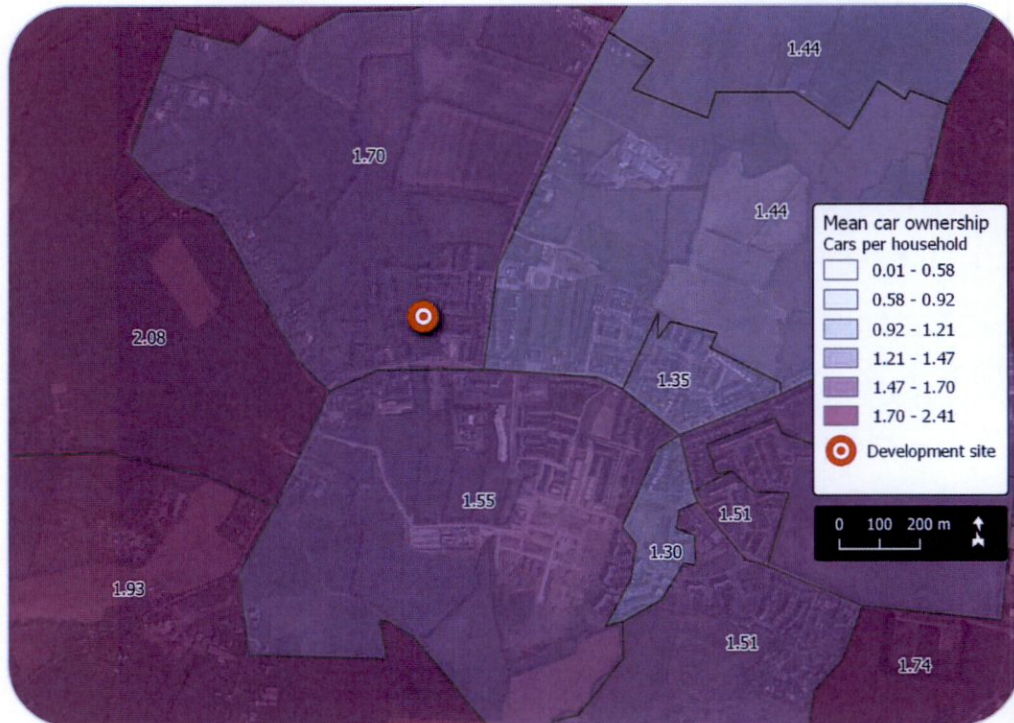 1.44
1.70
1.44
2.08
1.35
1.55
1.51
1.30
1.93
1.51
1.74
Mean car ownership
Cars per household
0.01 - 0.58
0.58 - 0.92
0.92 - 1.21
1.21 - 1.47
1.47 - 1.70
1.70 - 2.41
Development site
0 100 200 m